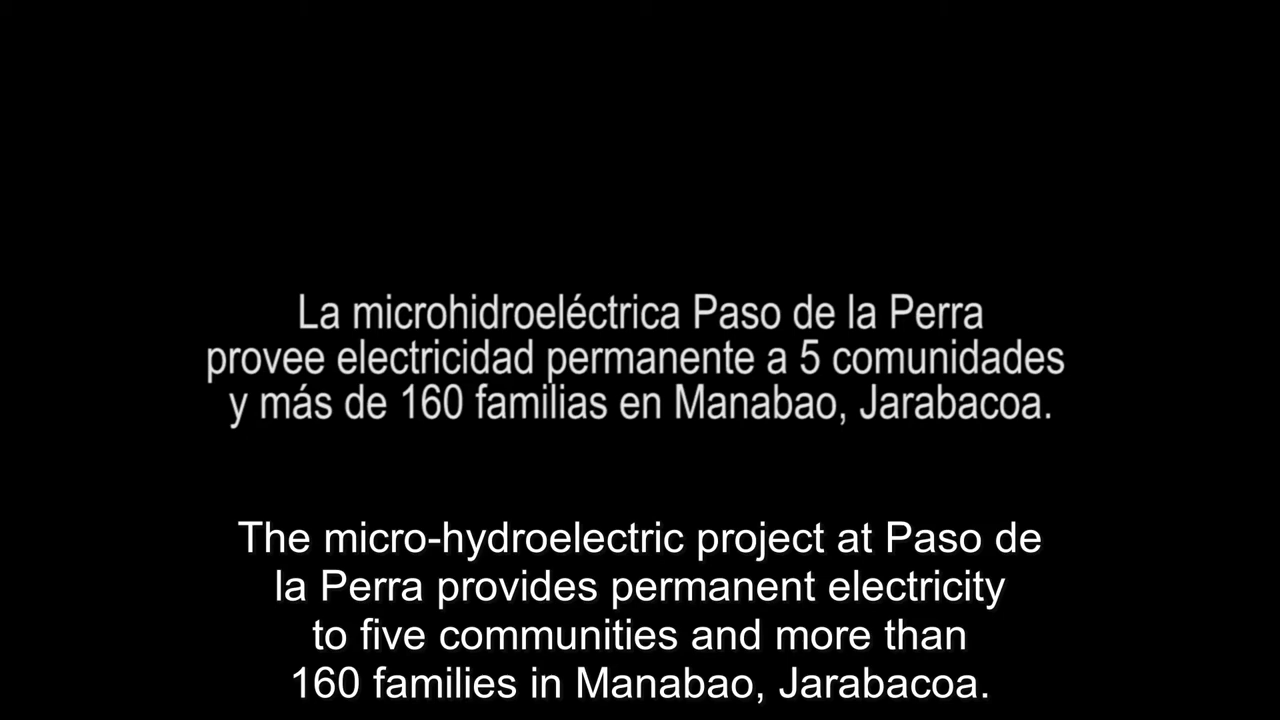 La microhidroeléctrica Paso de la Perra
provee electricidad permanente a 5 comunidades
y más de 160 familias en Manabao, Jarabacoa.
The micro-hydroelectric project at Paso de
la Perra provides permanent electricity
to five communities and more than
160 families in Manabao, Jarabacoa.